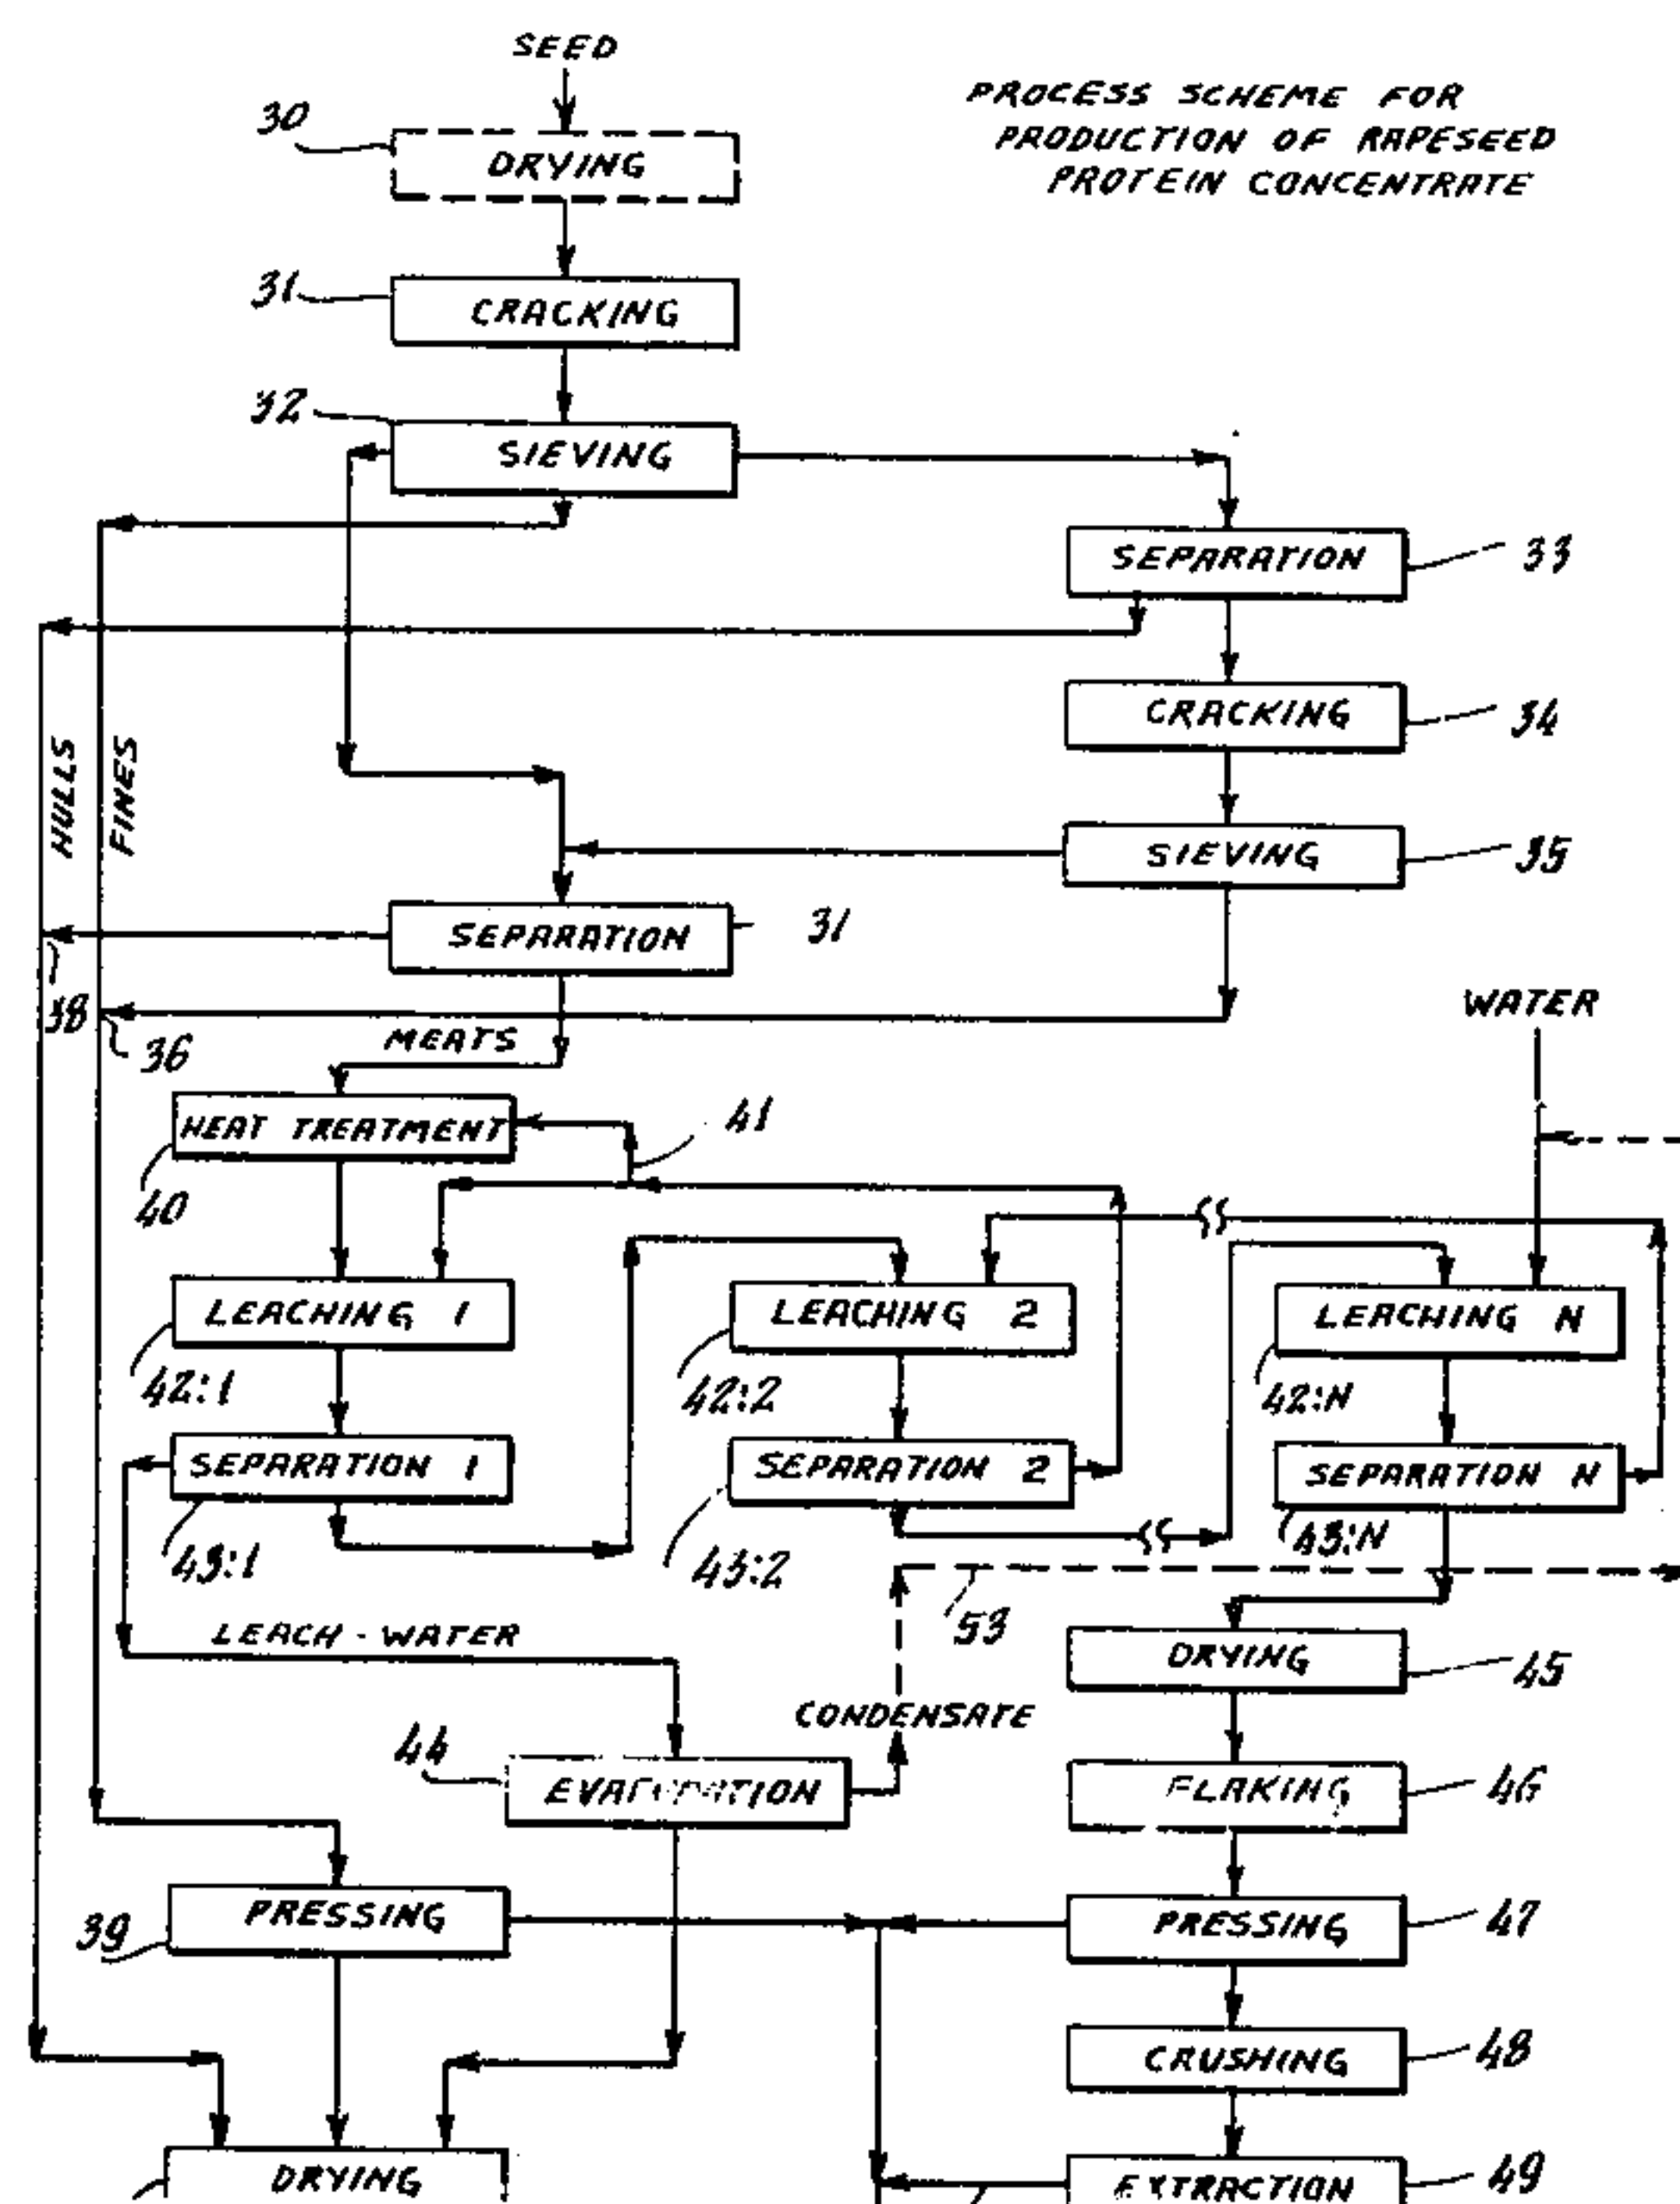 SEED
PROCESS SCHEME FOR
PRODUCTION OF RAPESEED
PROTEIN CONCENTRATE
30
DRYING
31
CRACKING
32
SIEVING
SEPARATION
33
CRACKING
34
HULLS
FINES
SIEVING
35
SEPARATION
31
38
36
MEATS
WATER
HEAT TREATMENT
41
40
LEACHING 1
LEACHING 2
LEACHING N
42:1
42:2
42:N
SEPARATION 1
SEPARATION 2
SEPARATION N
43:1
43:2
43:N
53
LEACH-WATER
DRYING
45
CONDENSATE
44
EVAPORATION
FLAKING
46
PRESSING
39
PRESSING
47
CRUSHING
48
DRYING
EXTRACTION
49